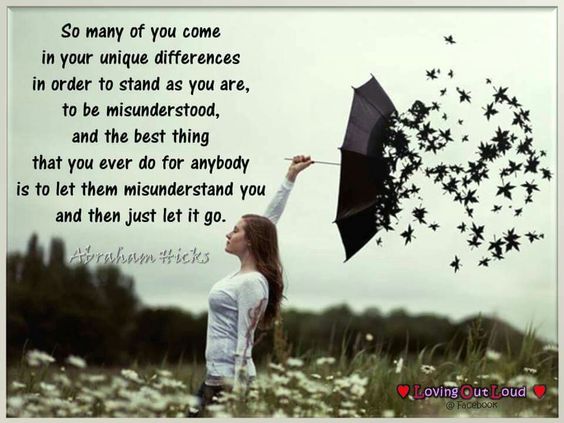 So many of you come
in your unique differences
in order to stand as you are,
to be misunderstood,
and the best thing
that you ever do for anybody
is to let them misunderstand you
and then just let it go.
Abraham Hicks
Loving Out Loud
@ Facebook